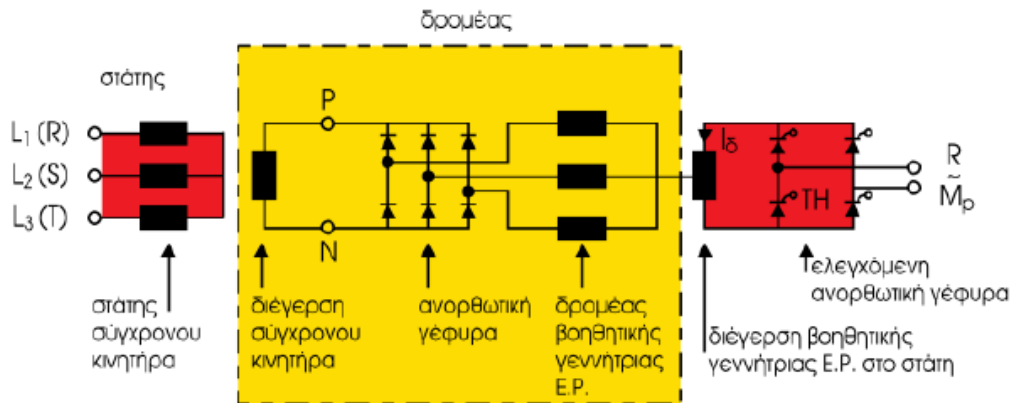 δρομέας
στάτης
L1 (R)
L2 (S)
L3 (T)
P
N
Iδ
TH
R
~
Mp
στάτης
σύγχρονου
κινητήρα
διέγερση
σύγχρονου
κινητήρα
ανορθωτική
γέφυρα
δρομέας
βοηθητικής
γεννήτριας
Ε.Ρ.
διέγερση βοηθητικής
γεννήτριας Ε.Ρ. στο στάτη
ελεγχόμενη
ανορθωτική γέφυρα